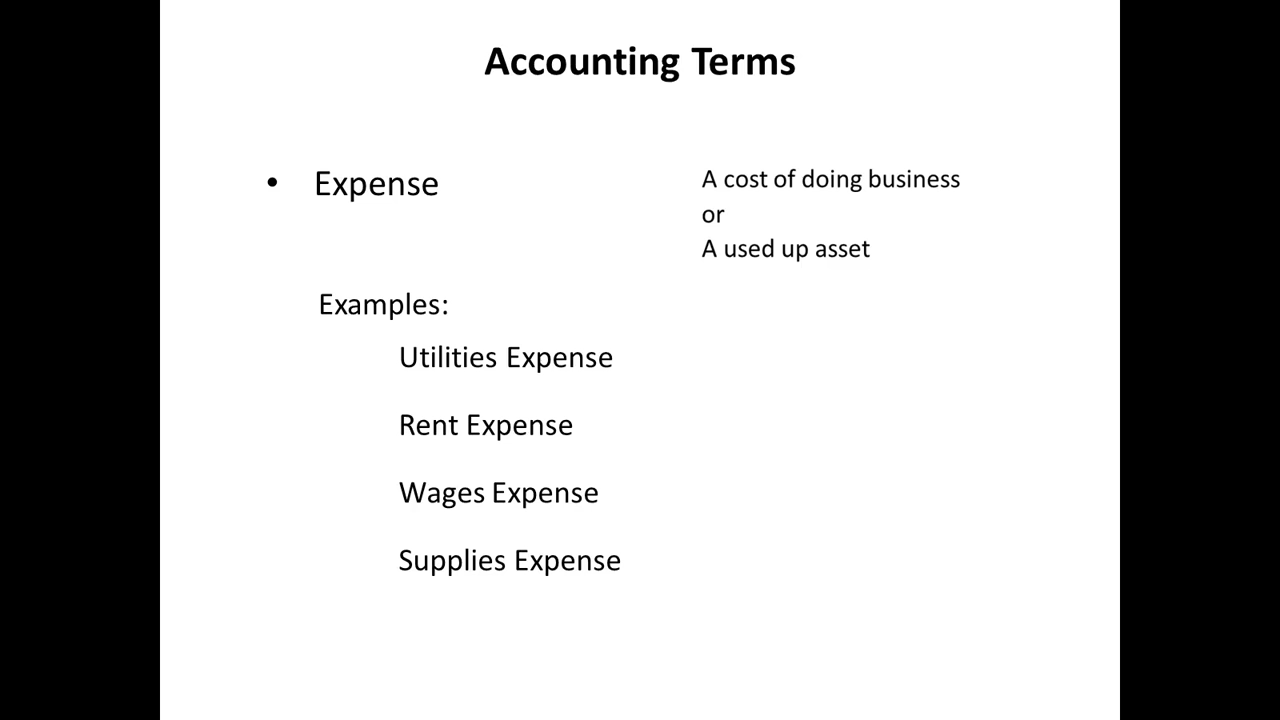 Accounting Terms
• Expense
A cost of doing business
or
A used up asset
Examples:
Utilities Expense
Rent Expense
Wages Expense
Supplies Expense